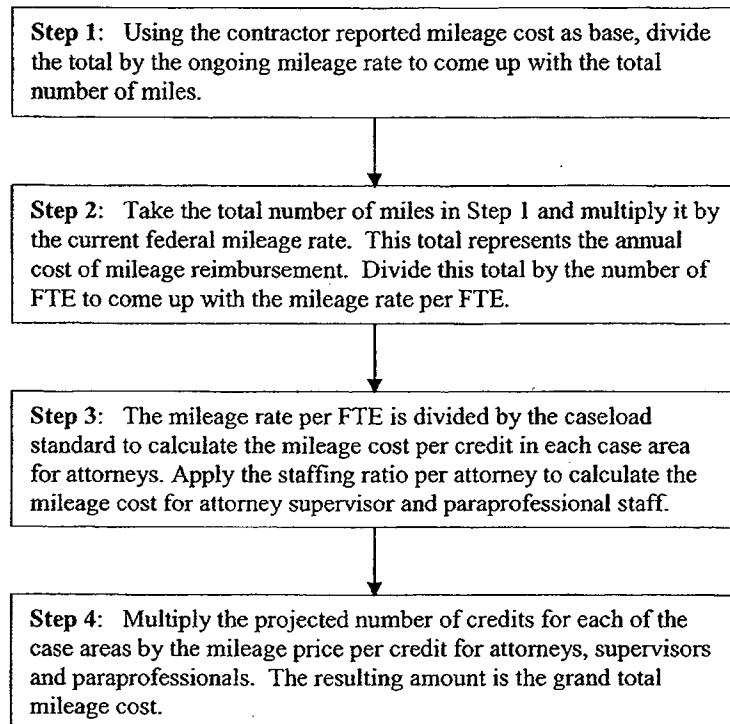 Step 1: Using the contractor reported mileage cost as base, divide
the total by the ongoing mileage rate to come up with the total
number of miles.
Step 2: Take the total number of miles in Step 1 and multiply it by
the current federal mileage rate. This total represents the annual
cost of mileage reimbursement. Divide this total by the number of
FTE to come up with the mileage rate per FTE.
Step 3: The mileage rate per FTE is divided by the caseload
standard to calculate the mileage cost per credit in each case area
for attorneys. Apply the staffing ratio per attorney to calculate the
mileage cost for attorney supervisor and paraprofessional staff.
Step 4: Multiply the projected number of credits for each of the
case areas by the mileage price per credit for attorneys, supervisors
and paraprofessionals. The resulting amount is the grand total
mileage cost.